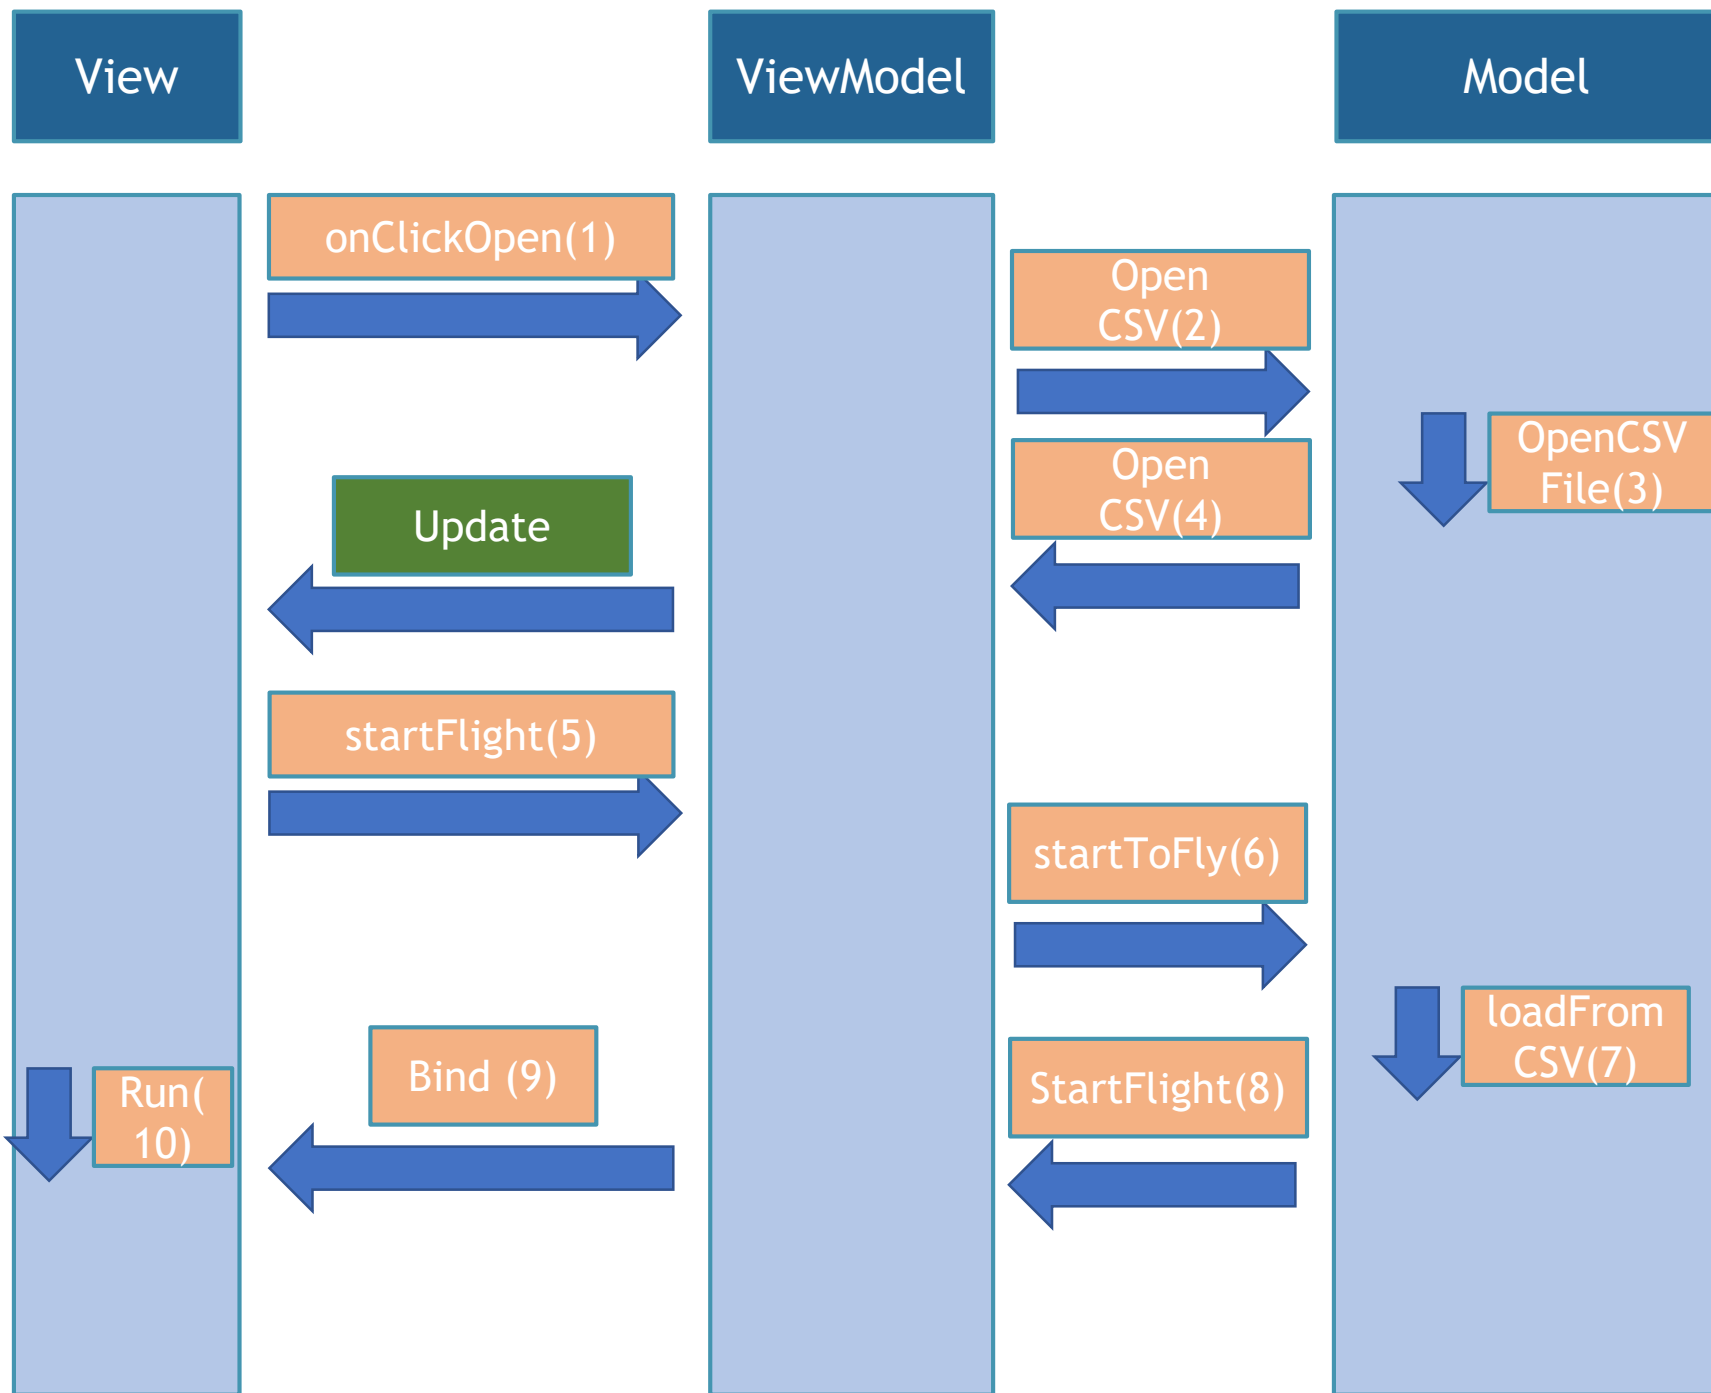 View
ViewModel
Model
onClickOpen(1)
Open
CSV(2)
OpenCSV
File(3)
Open
CSV(4)
Update
startFlight(5)
startToFly(6)
loadFrom
CSV(7)
StartFlight(8)
Bind (9)
Run(
10)